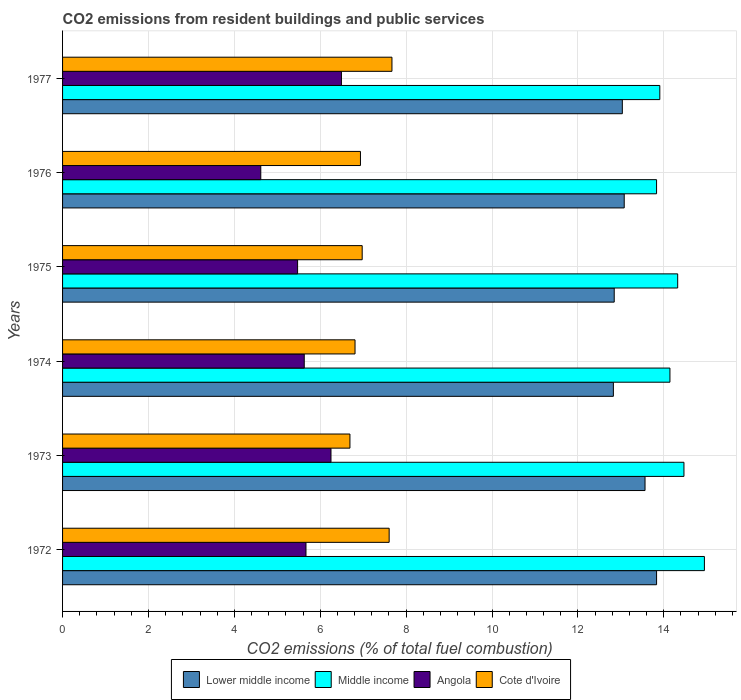 CO2 emissions from resident buildings and public services
1977
1976
1975
1974
1973
1972
Years
0 2 4 6 8 10 12 14
CO2 emissions (% of total fuel combustion)
Lower middle income Middle income Angola Cote d'Ivoire